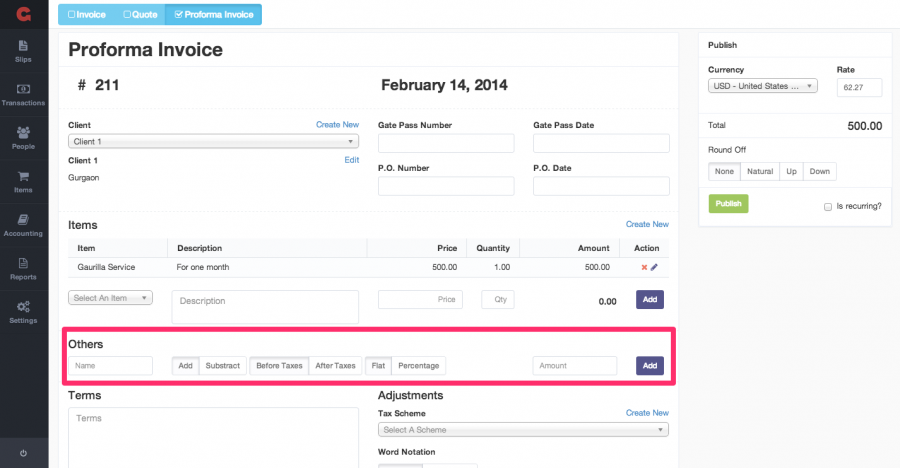 Invoice Quote Proforma Invoice
Slips
Transactions
People
Items
Accounting
Reports
Settings
Proforma Invoice
# 211 February 14, 2014
Client Create New
Client 1
Client 1 Edit
Gurgaon
Gate Pass Number Gate Pass Date
P.O. Number P.O. Date
Items Create New
Item Description Price Quantity Amount Action
Gaurilla Service For one month 500.00 1.00 500.00
Select An Item Description Price Qty 0.00 Add
Others
Name Add Substract Before Taxes After Taxes Flat Percentage Amount Add
Terms
Terms
Adjustments
Tax Scheme Create New
Select A Scheme
Word Notation
Publish
Currency Rate
USD - United States ... 62.27
Total 500.00
Round Off
None Natural Up Down
Publish Is recurring?